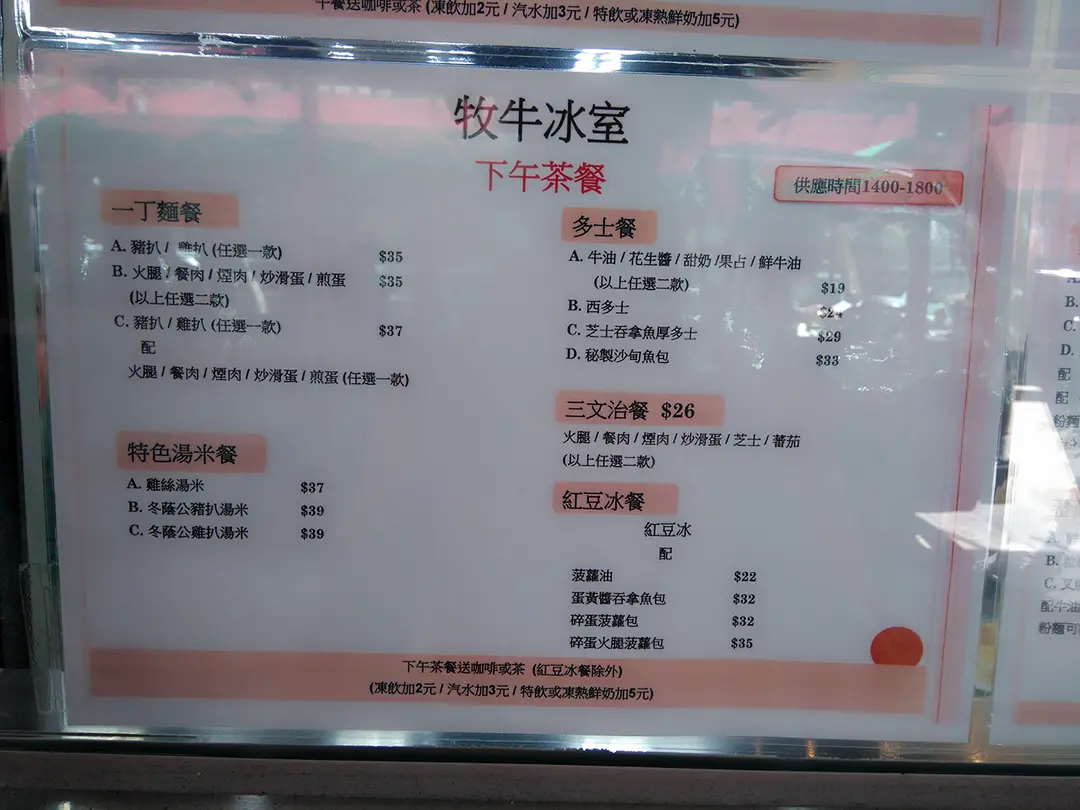 午餐送咖啡或茶 (凍飲加2元 / 汽水加3元 / 特飲或凍熱鮮奶加5元)
牧牛冰室
下午茶餐
供應時間1400-1800
一丁麵餐
A. 豬扒 / 雞扒 (任選一款) $35
B. 火腿 / 餐肉 / 煙肉 / 炒滑蛋 / 煎蛋 $35
(以上任選二款)
C. 豬扒 / 雞扒 (任選一款) $37
配
火腿 / 餐肉 / 煙肉 / 炒滑蛋 / 煎蛋 (任選一款)
特色湯米餐
A. 雞絲湯米 $37
B. 冬蔭公豬扒湯米 $39
C. 冬蔭公雞扒湯米 $39
多士餐
A. 牛油 / 花生醬 / 甜奶 /果占 / 鮮牛油
(以上任選二款) $19
B. 西多士 $24
C. 芝士吞拿魚厚多士 $29
D. 秘製沙甸魚包 $33
三文治餐 $26
火腿 / 餐肉 / 煙肉 / 炒滑蛋 / 芝士 / 蕃茄
(以上任選二款)
紅豆冰餐
紅豆冰
配
菠蘿油 $22
蛋黃醬吞拿魚包 $32
碎蛋菠蘿包 $32
碎蛋火腿菠蘿包 $35
下午茶餐送咖啡或茶 (紅豆冰餐除外)
(凍飲加2元 / 汽水加3元 / 特飲或凍熱鮮奶加5元)
B.
C.
D.
配
配
粉麵
B.
C. 叉
配牛油
粉麵可